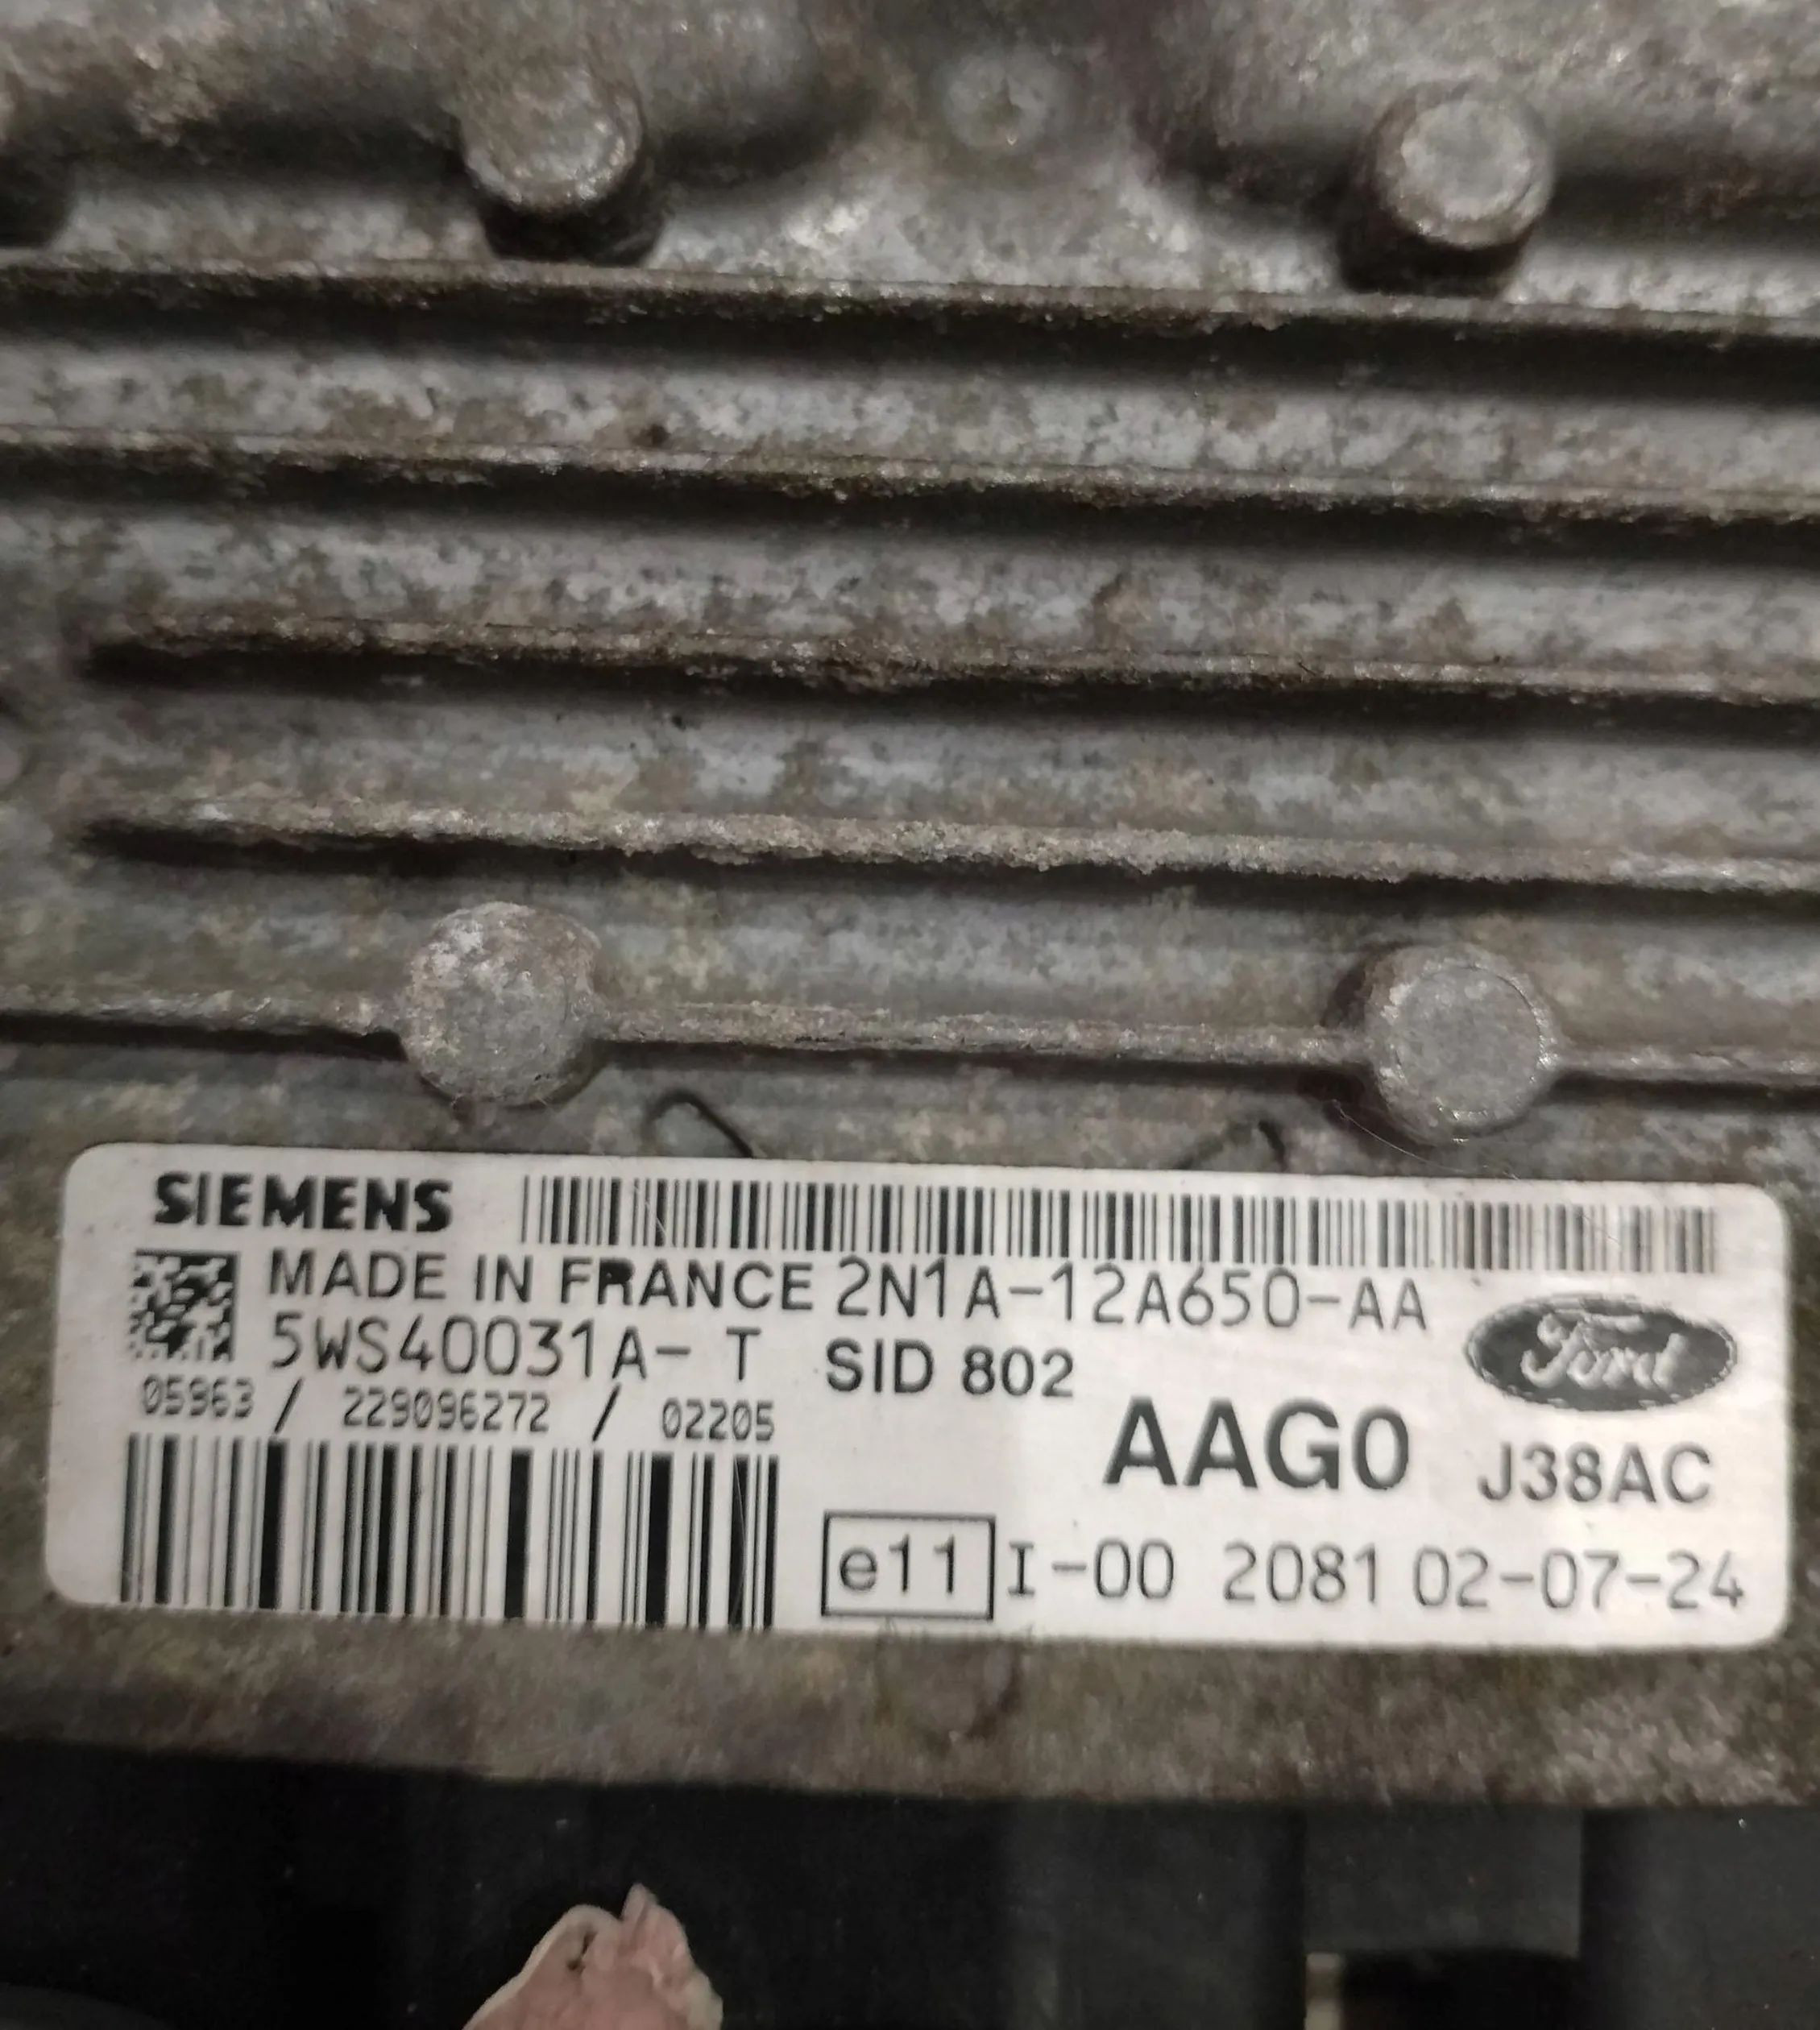 SIEMENS
MADE IN FRANCE 2N1A-12A650-AA
5WS40031A- T SID 802
Ford
05963 / 229096272 / 02205
AAG0 J38AC
e11 I-00 2081 02-07-24